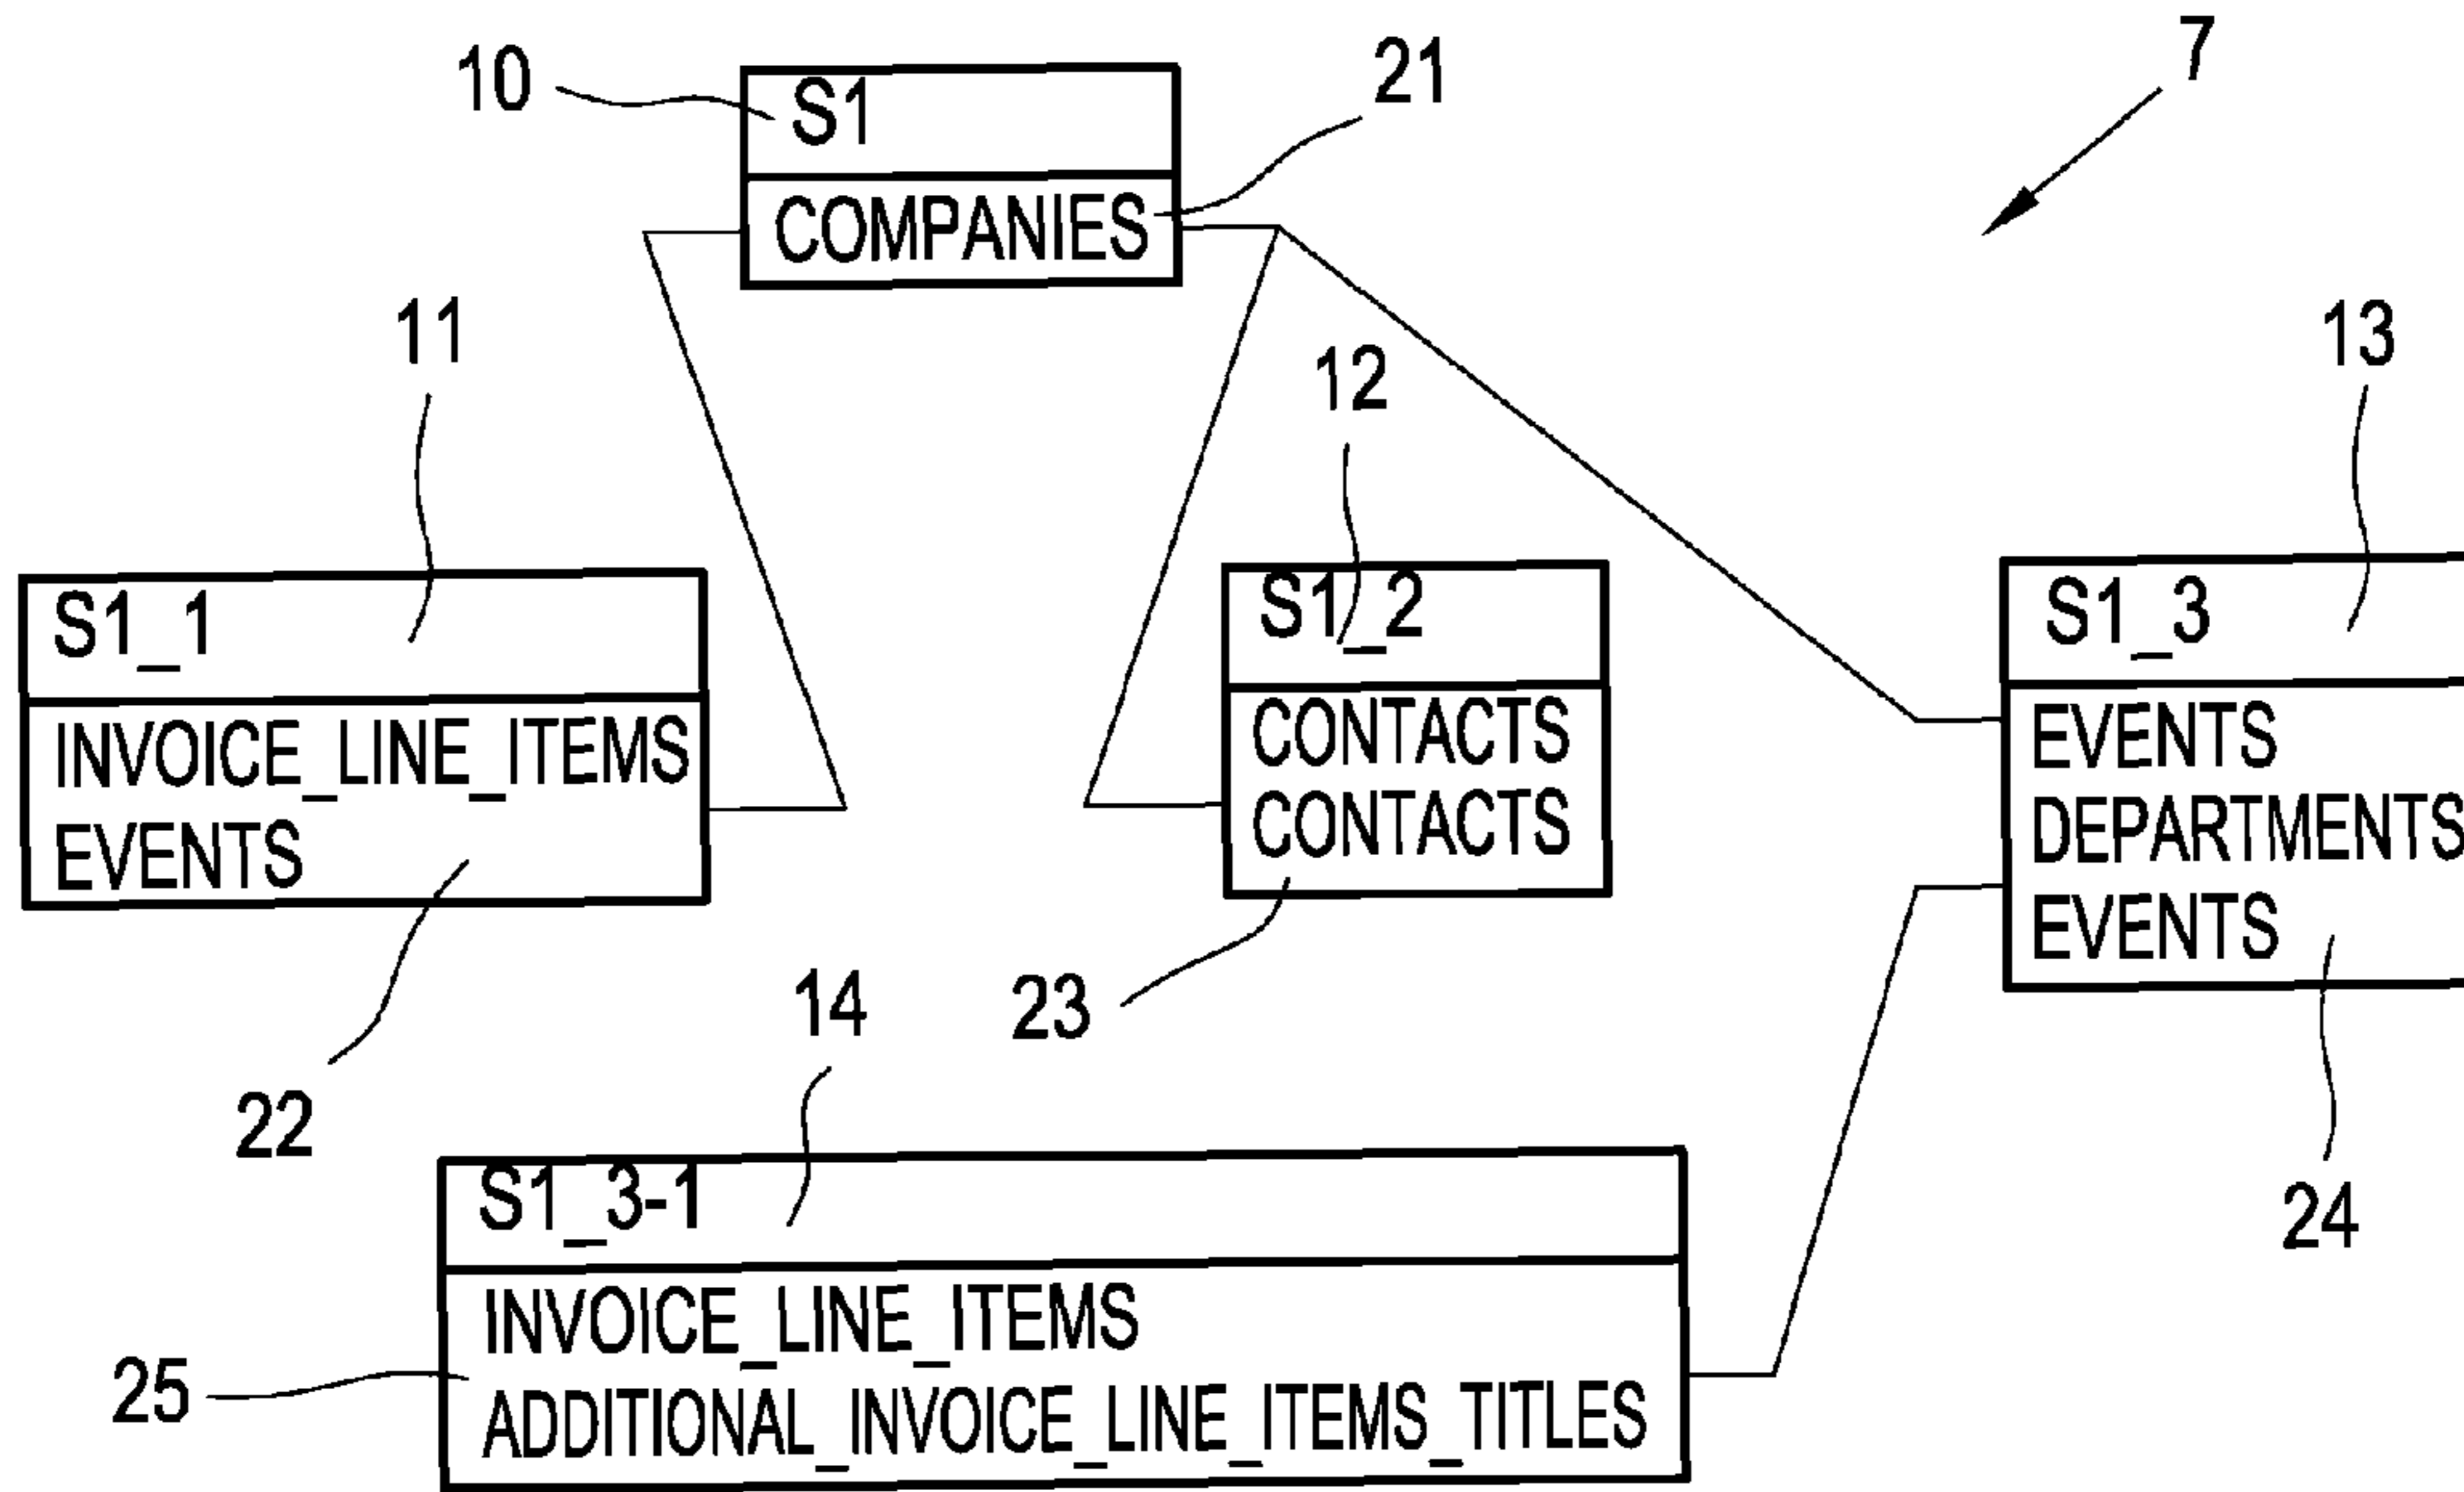 7
10
S1
21
COMPANIES
11
12
13
S1_1
INVOICE_LINE_ITEMS
EVENTS
S1_2
CONTACTS
CONTACTS
S1_3
EVENTS
DEPARTMENTS
EVENTS
22
23
24
14
S1_3-1
25
INVOICE_LINE_ITEMS
ADDITIONAL_INVOICE_LINE_ITEMS_TITLES